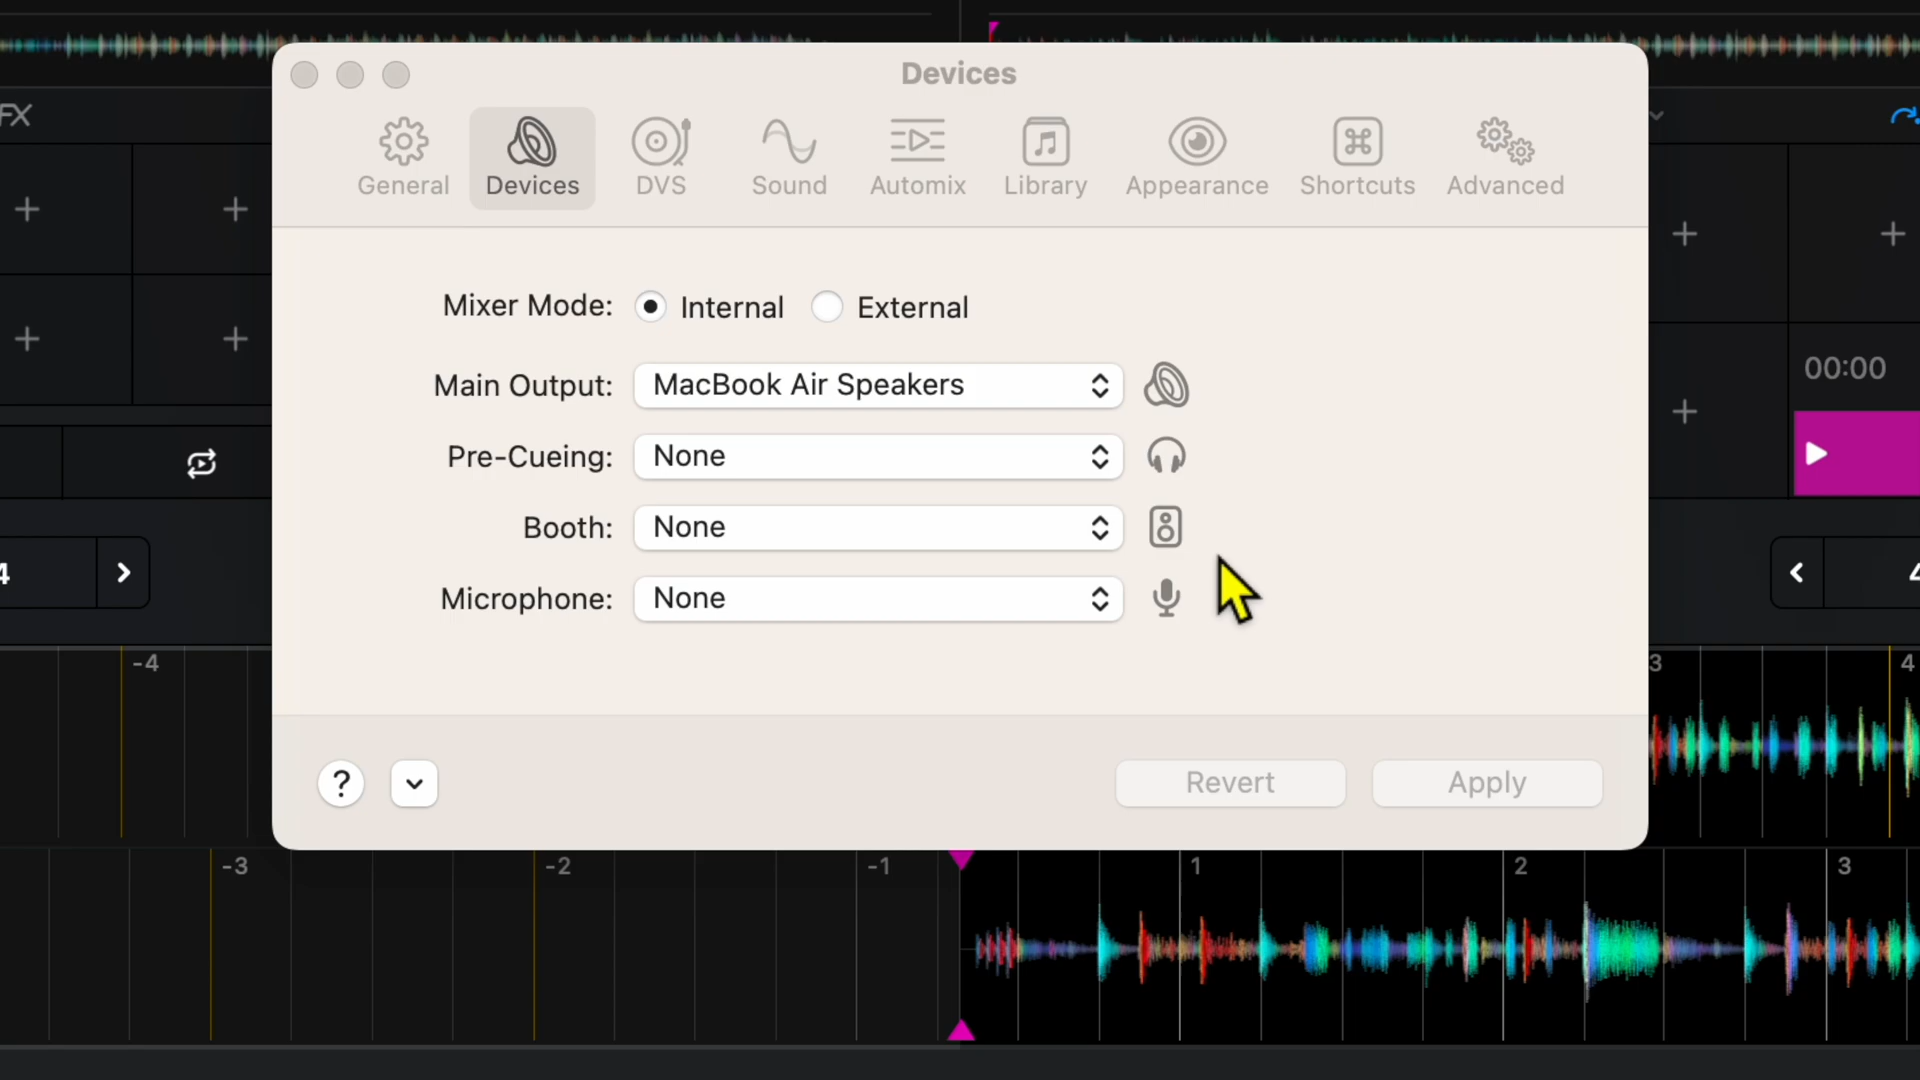 Devices
FX
General Devices DVS Sound Automix Library Appearance Shortcuts Advanced
Mixer Mode: Internal External
Main Output: MacBook Air Speakers
00:00
Pre-Cueing: None
Booth: None
4
4
Microphone: None
-4
3 4
? Revert Apply
-3 -2 -1 1 2 3